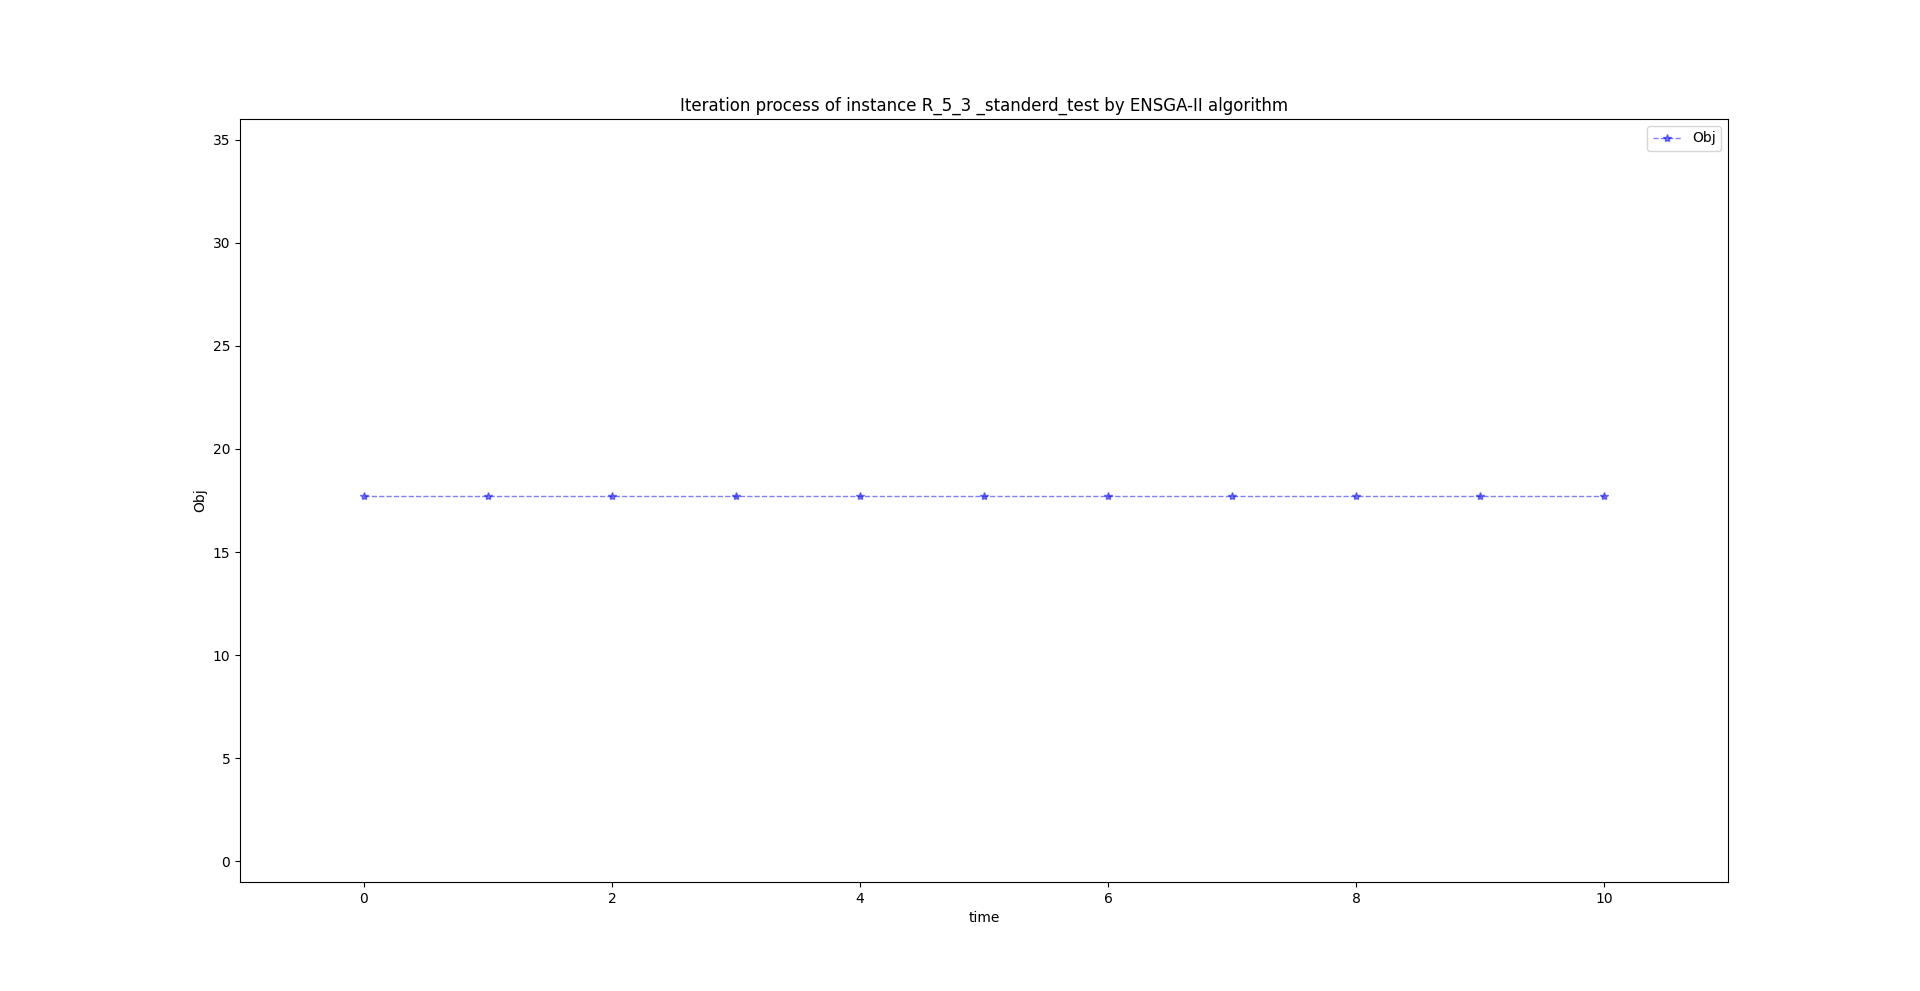 Iteration process of instance R_5_3 _standerd_test by ENSGA-II algorithm
Obj
35
30
25
20
15
10
5
0
Obj
0 2 4 6 8 10
time